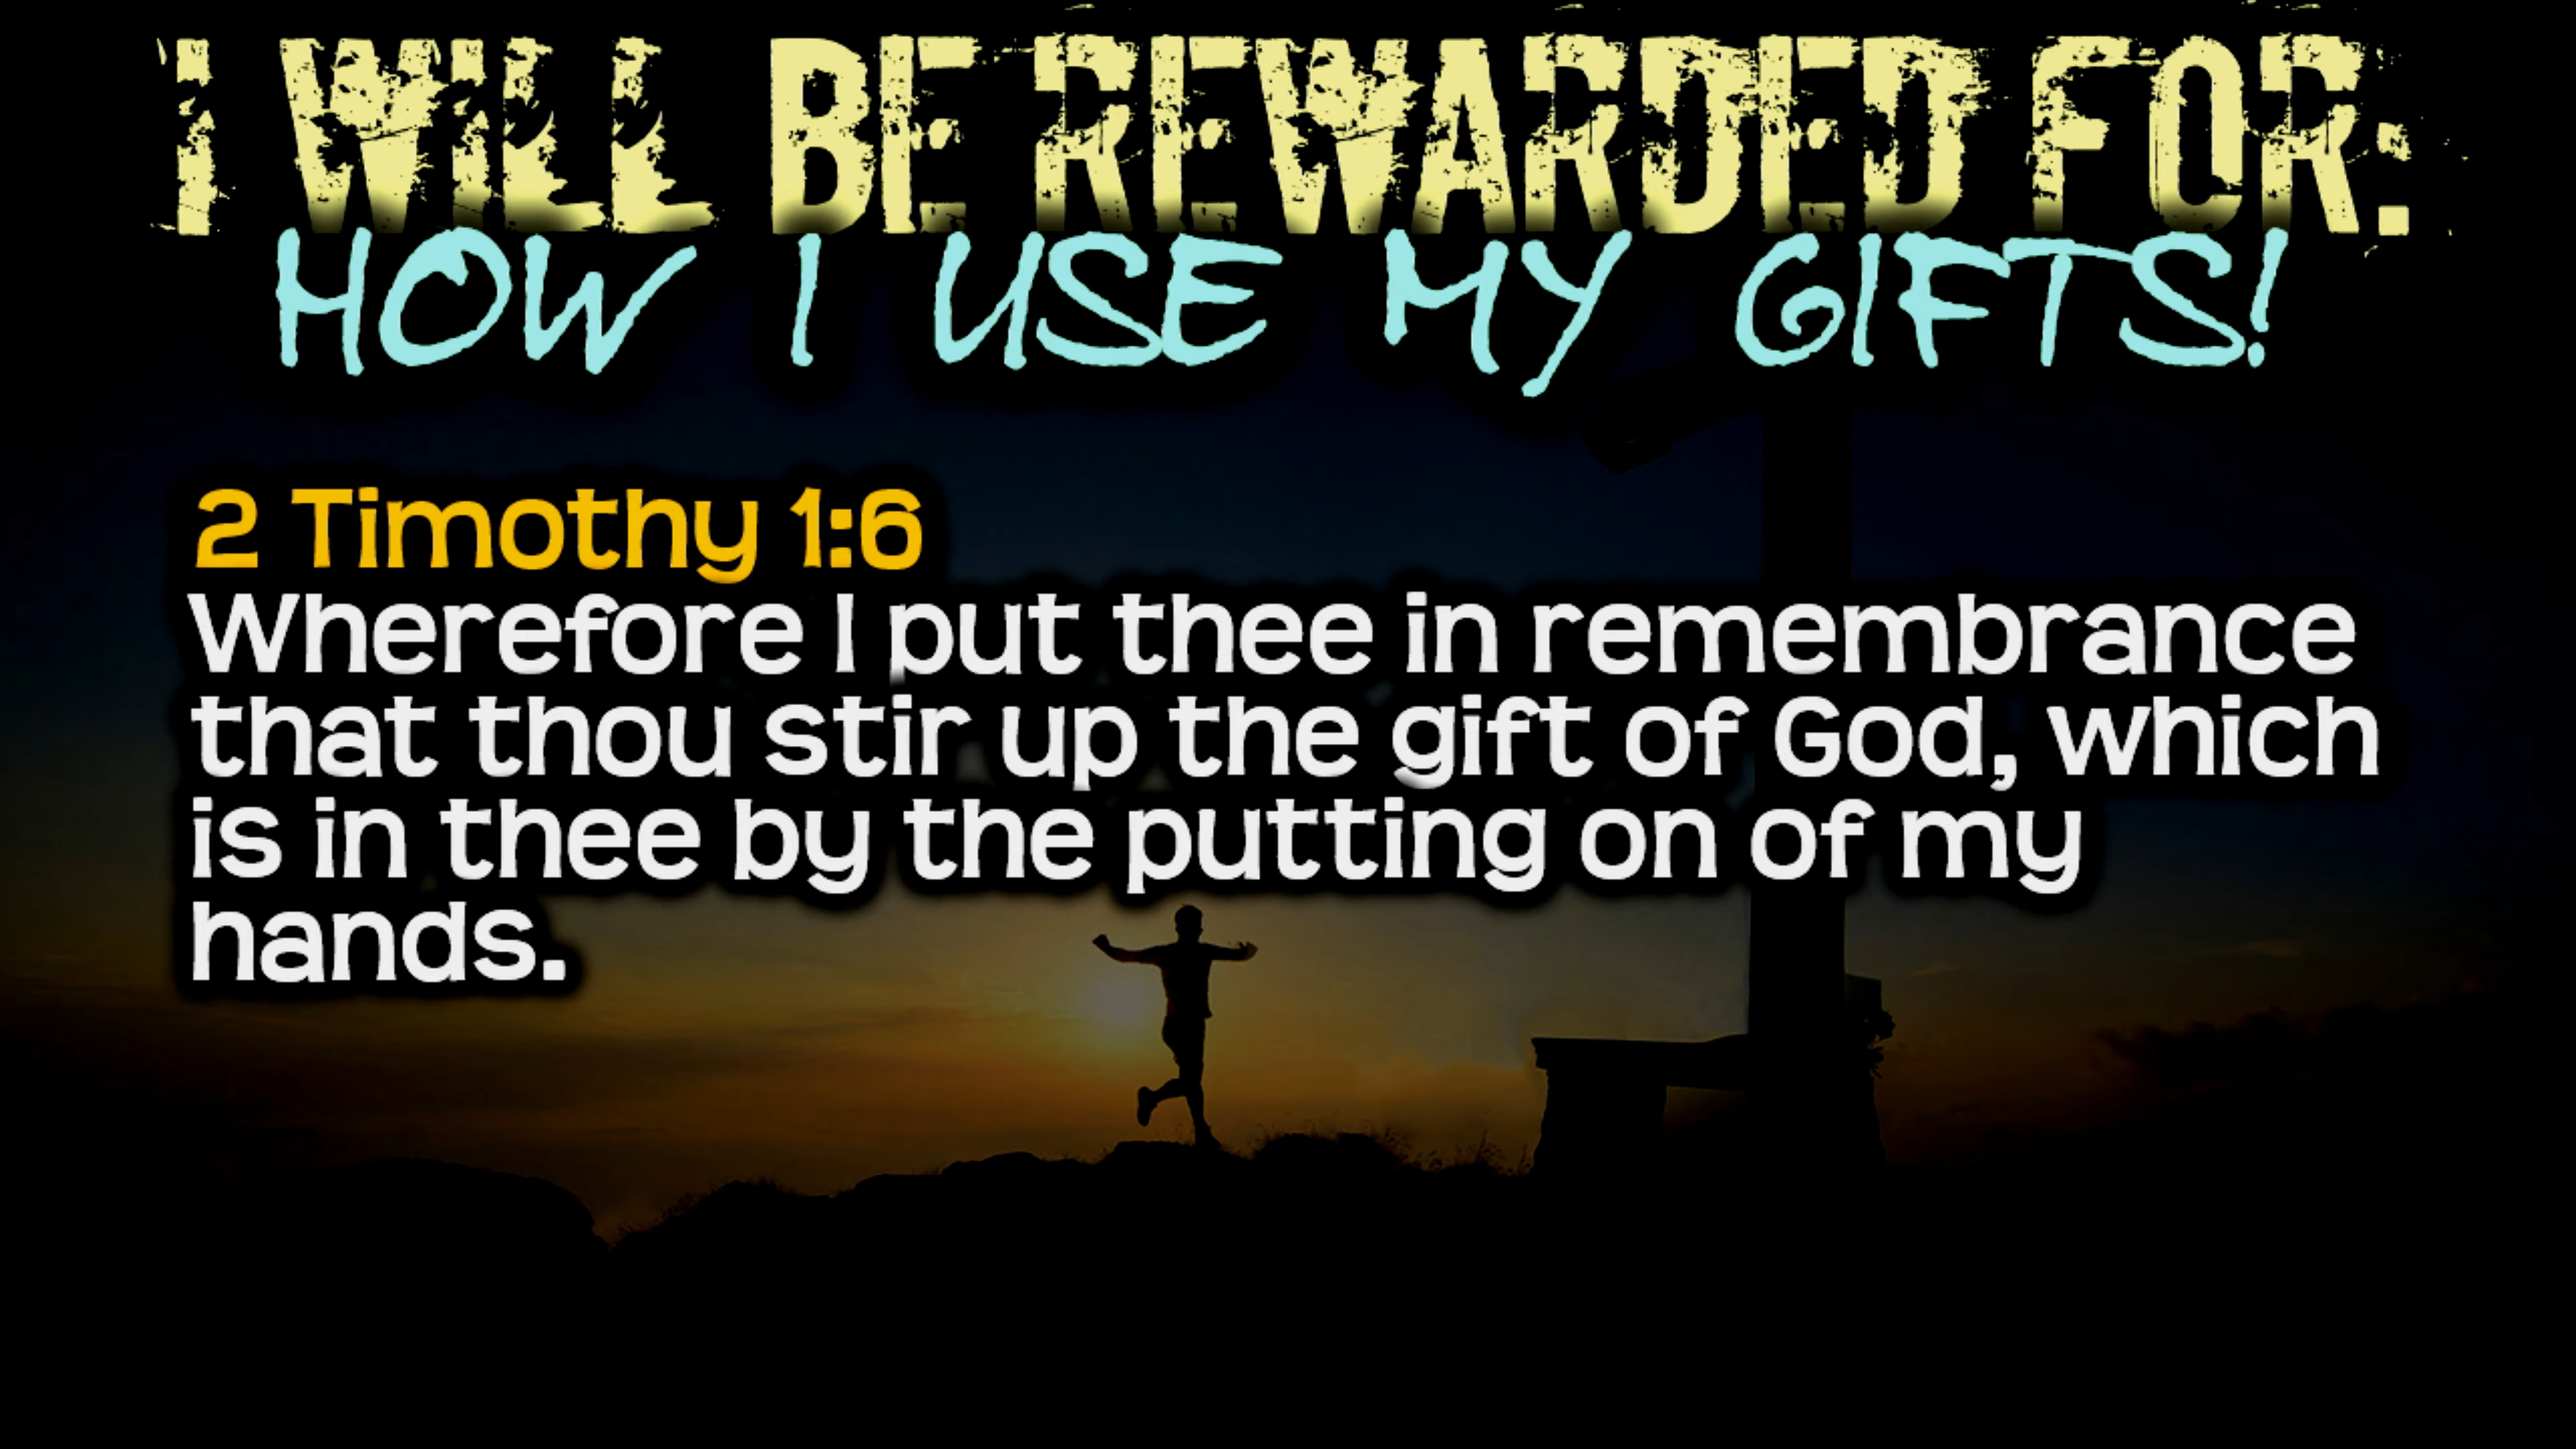 I WILL BE REWARDED FOR:
HOW I USE MY GIFTS!
2 Timothy 1:6
Wherefore I put thee in remembrance
that thou stir up the gift of God, which
is in thee by the putting on of my
hands.